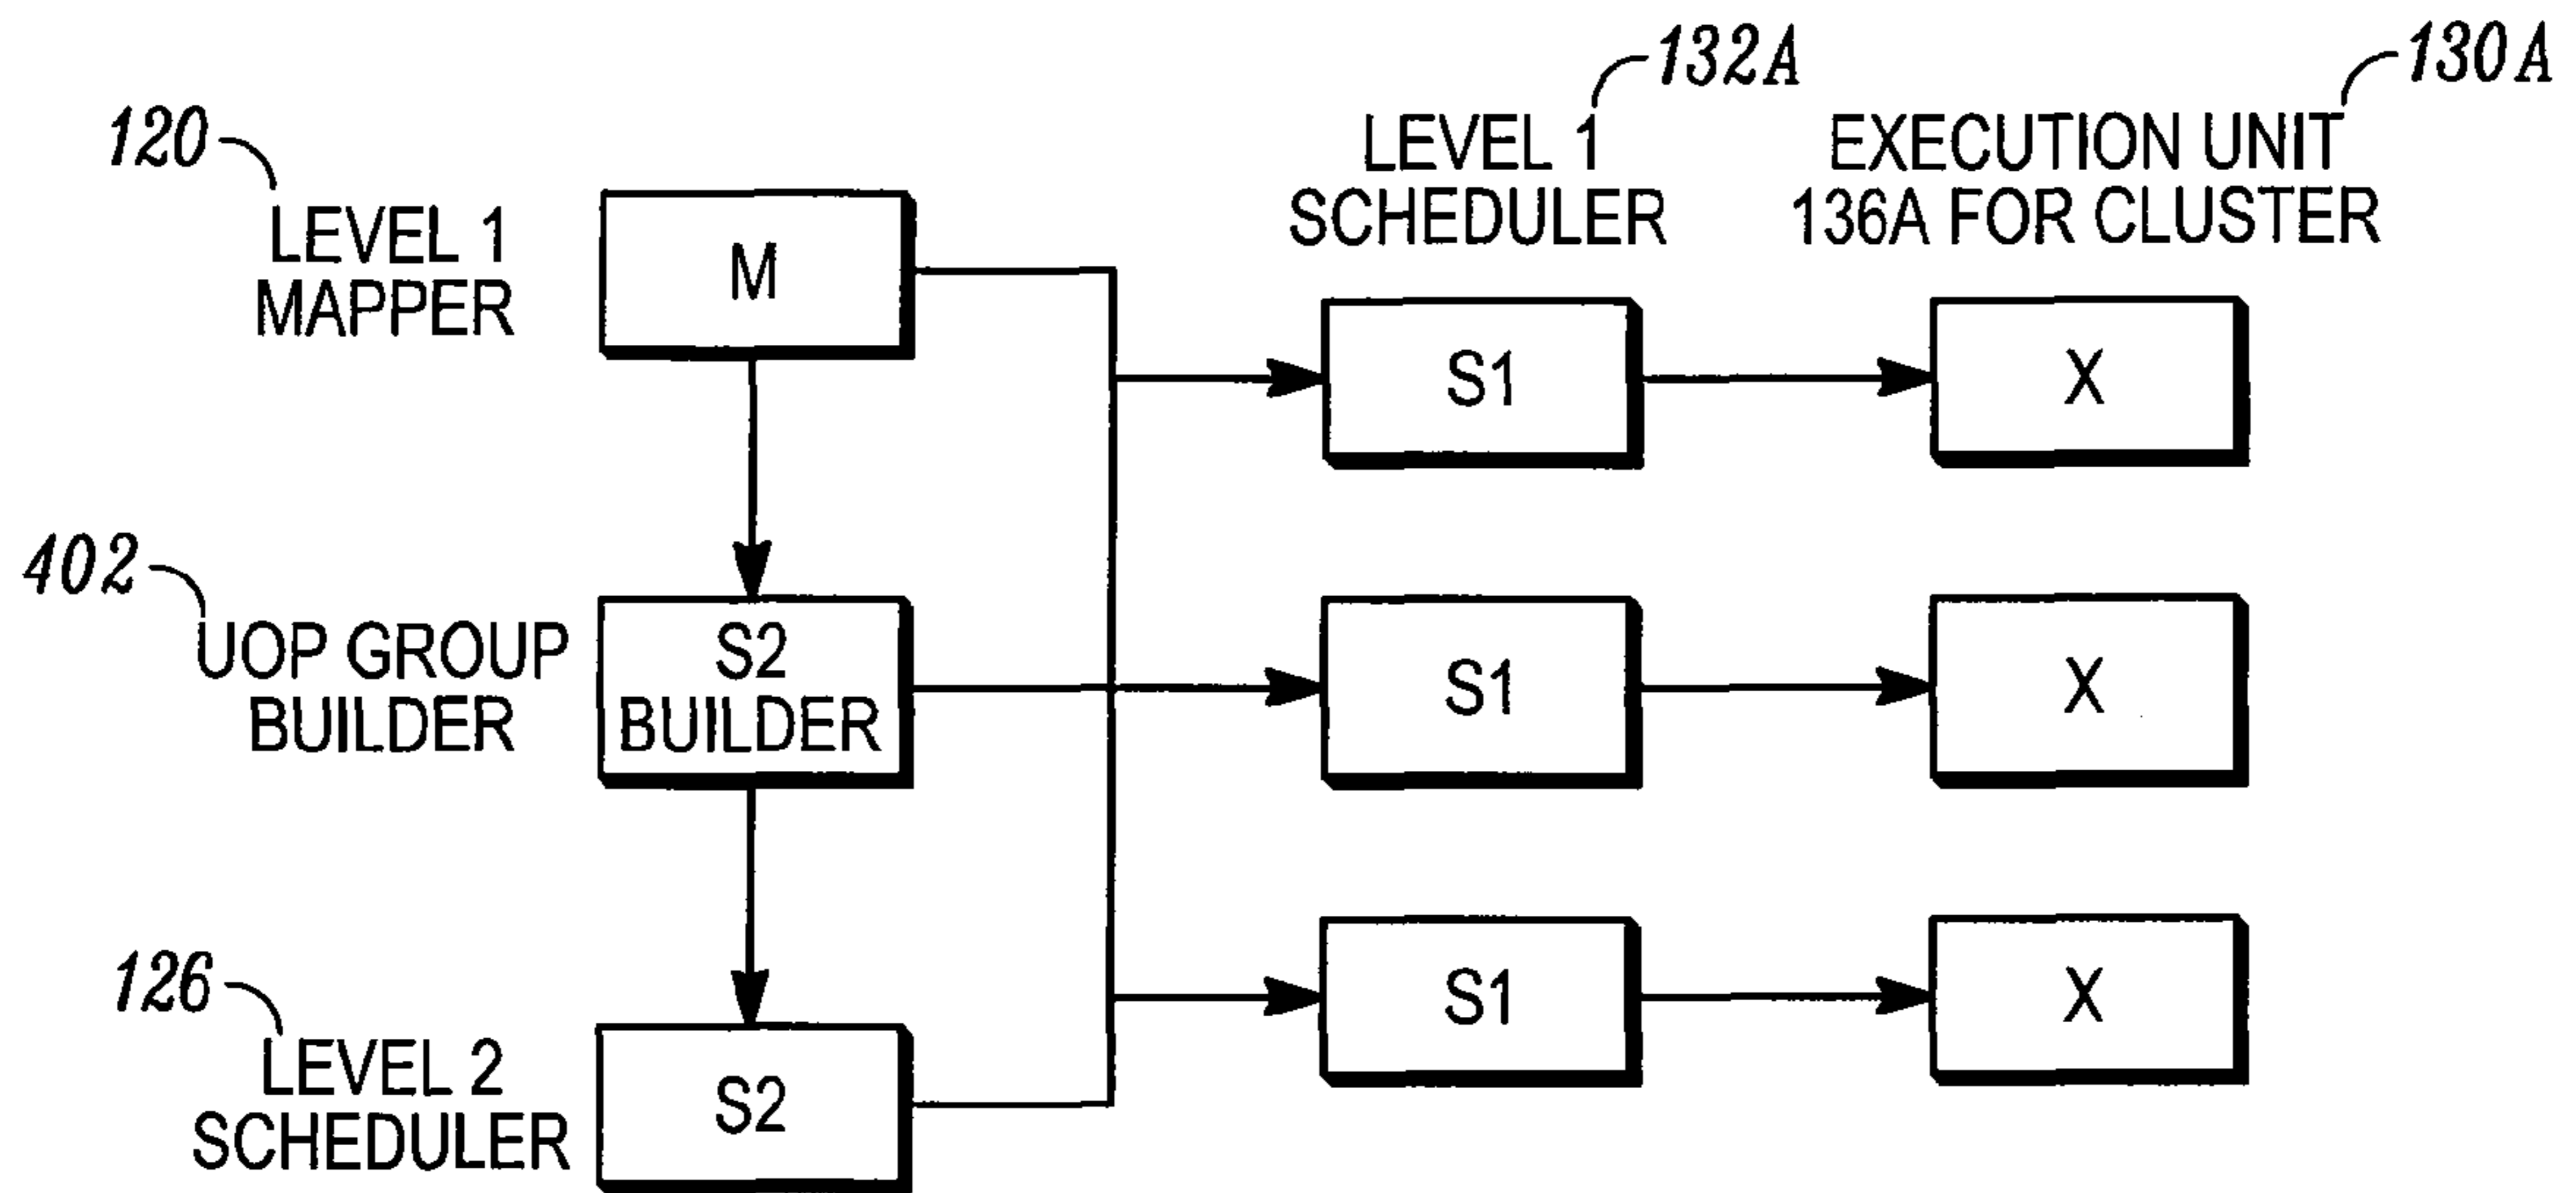 132A
130A
120
LEVEL 1
SCHEDULER
EXECUTION UNIT
136A FOR CLUSTER
LEVEL 1
MAPPER
M
S1
X
402
UOP GROUP
BUILDER
S2
BUILDER
S1
X
126
LEVEL 2
SCHEDULER
S2
S1
X